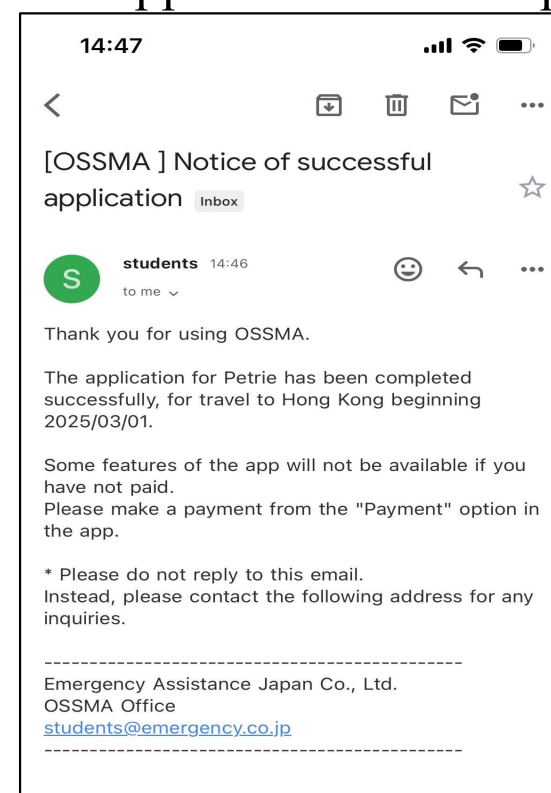 14:47
[OSSMA ] Notice of successful
application Inbox
S
students 14:46
to me
Thank you for using OSSMA.
The application for Petrie has been completed
successfully, for travel to Hong Kong beginning
2025/03/01.
Some features of the app will not be available if you
have not paid.
Please make a payment from the "Payment" option in
the app.
* Please do not reply to this email.
Instead, please contact the following address for any
inquiries.
----------------------------------------------
Emergency Assistance Japan Co., Ltd.
OSSMA Office
students@emergency.co.jp
----------------------------------------------